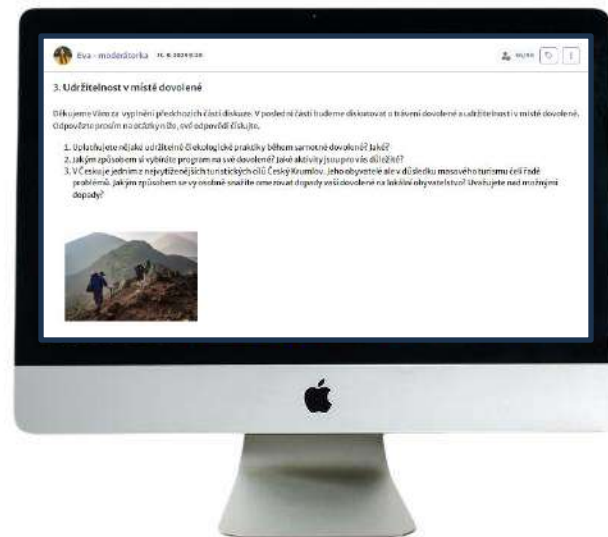 Eva - moderátorka
3. Udržitelnost v místě dovolené
Děkujeme Vám za vyplnění předchozích částí diskuze. V poslední části budeme diskutovat o trávení dovolené a udržitelnosti v místě dovolené.
Odpovězte prosím na otázky níže, své odpovědi číslujte.
1. Uplatňujete nějaké udržitelné či ekologické praktiky během samotné dovolené? Jaké?
2. Jakým způsobem si vybíráte program na své dovolené? Jaké aktivity jsou pro vás důležité?
3. V Česku je jedním z nejvytíženějších turistických cílů Český Krumlov. Jeho obyvatelé ale v důsledku masového turismu čelí řadě
problémů. Jakým způsobem se vy osobně snažíte omezovat dopady vaší dovolené na lokální obyvatelstvo? Uvažujete nad možnými
dopady?